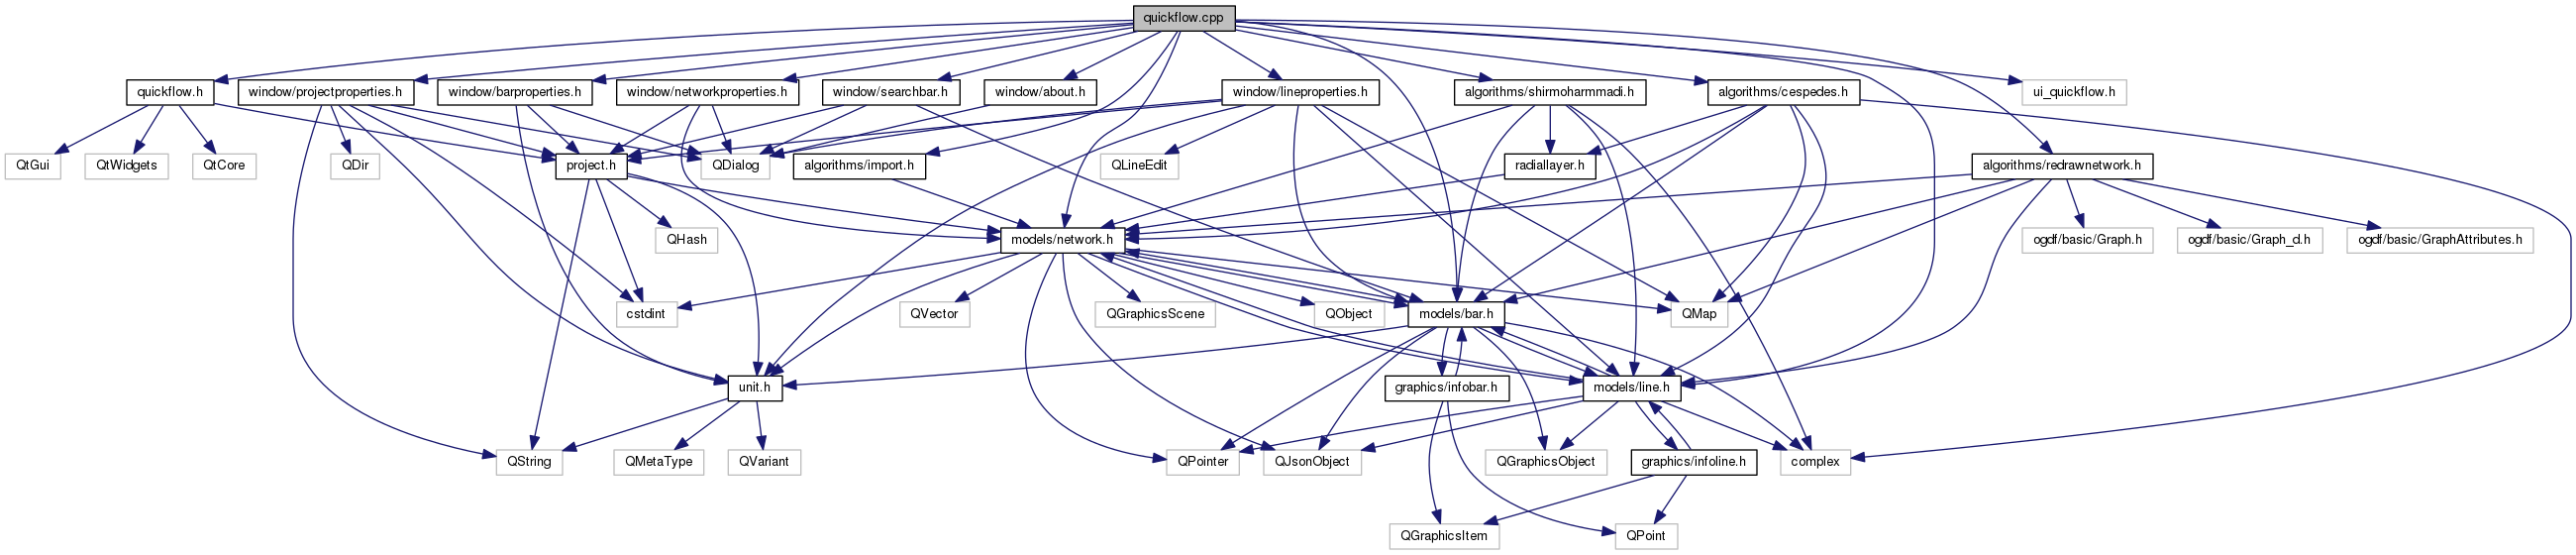 quickflow.cpp
quickflow.h
window/projectproperties.h
window/barproperties.h
window/networkproperties.h
window/searchbar.h
window/about.h
window/lineproperties.h
algorithms/shirmoharmmadi.h
algorithms/cespedes.h
ui_quickflow.h
QtGui
QtWidgets
QtCore
QDir
project.h
QDialog
algorithms/import.h
QLineEdit
radiallayer.h
algorithms/redrawnetwork.h
QHash
models/network.h
ogdf/basic/Graph.h
ogdf/basic/Graph_d.h
ogdf/basic/GraphAttributes.h
cstdint
QVector
QGraphicsScene
QObject
models/bar.h
QMap
unit.h
graphics/infobar.h
models/line.h
QString
QMetaType
QVariant
QPointer
QJsonObject
QGraphicsObject
graphics/infoline.h
complex
QGraphicsItem
QPoint